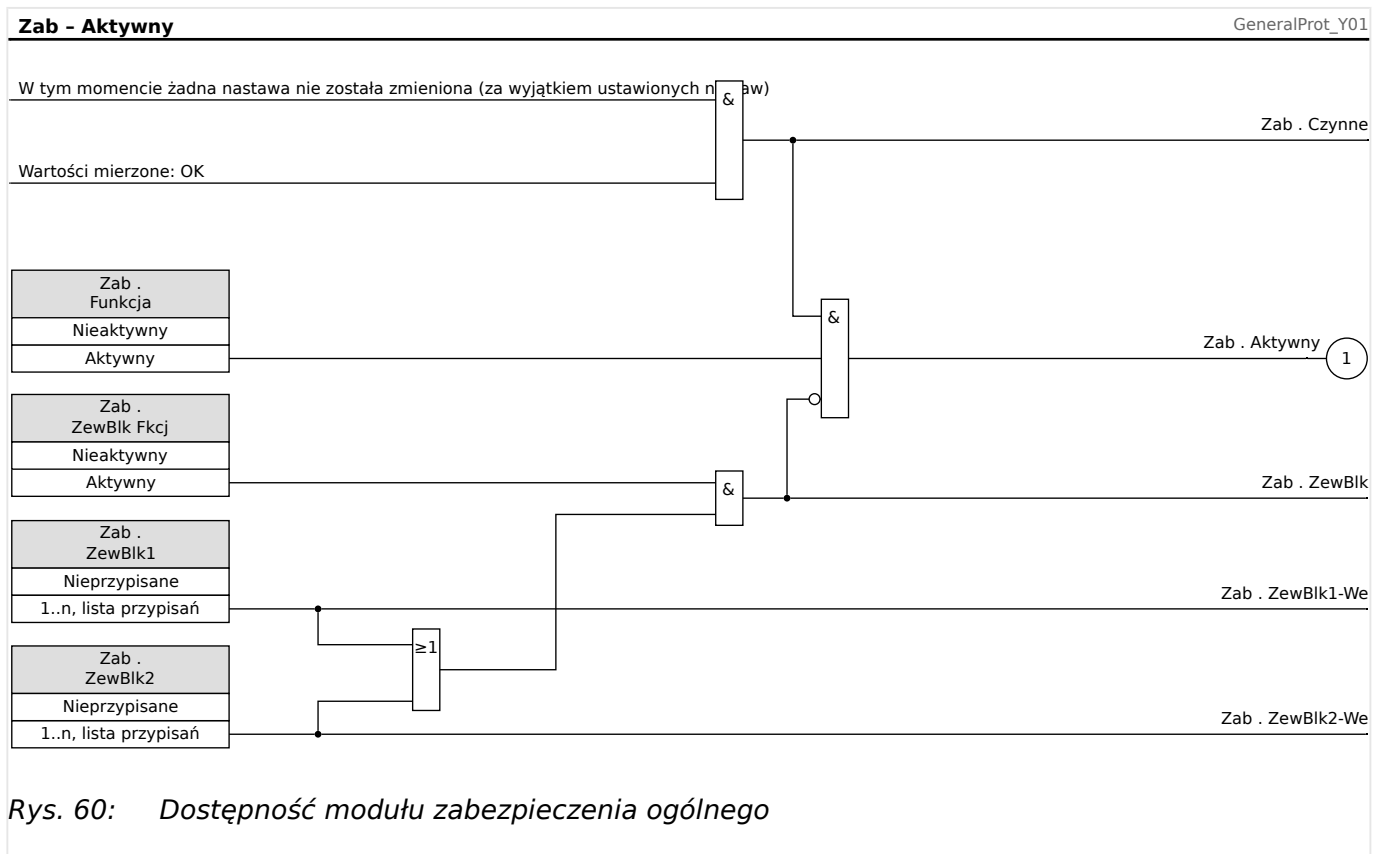 Zab – Aktywny
GeneralProt_Y01
W tym momencie żadna nastawa nie została zmieniona (za wyjątkiem ustawionych n aw)
&
Zab . Czynne
Wartości mierzone: OK
Zab .
Funkcja
Nieaktywny
Aktywny
&
Zab . Aktywny
1
Zab .
ZewBlk Fkcj
Nieaktywny
Aktywny
&
Zab . ZewBlk
Zab .
ZewBlk1
Nieprzypisane
1..n, lista przypisań
Zab . ZewBlk1-We
≥1
Zab .
ZewBlk2
Nieprzypisane
1..n, lista przypisań
Zab . ZewBlk2-We
Rys. 60: Dostępność modułu zabezpieczenia ogólnego